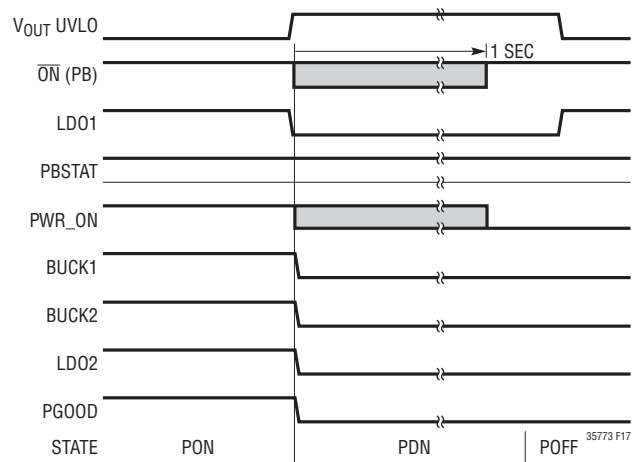 VOUT UVLO
1 SEC
ON (PB)
LDO1
PBSTAT
PWR_ON
BUCK1
BUCK2
LDO2
PGOOD
STATE PON PDN POFF
35773 F17